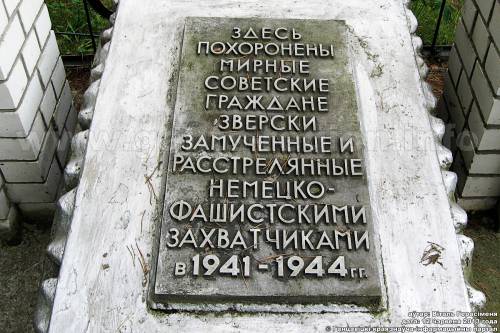 ЗДЕСЬ
ПОХОРОНЕНЫ
МИРНЫЕ
СОВЕТСКИЕ
ГРАЖДАНЕ
ЗВЕРСКИ
ЗАМУЧЕННЫЕ И
РАССТРЕЛЯННЫЕ
НЕМЕЦКО-
ФАШИСТСКИМИ
ЗАХВАТЧИКАМИ
В 1941-1944 ГГ.